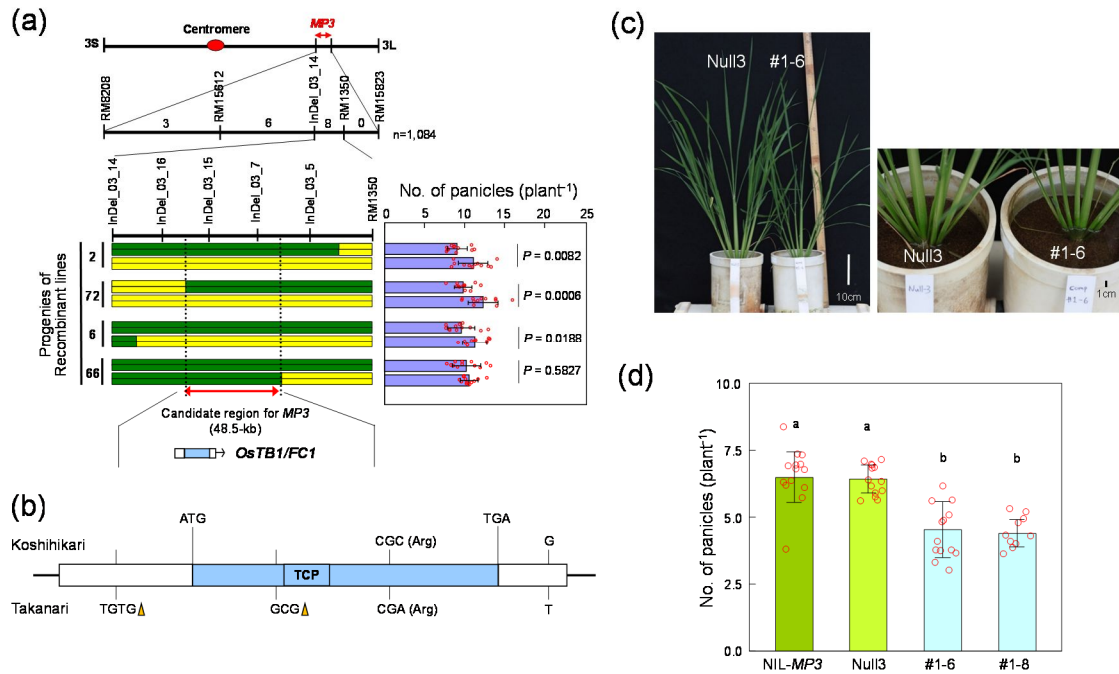 (a)
MP3
Centromere
3S
3L
RM8208
RM15612
InDel_03_14
RM1350
RM15823
3
6
8
0
n=1,084
InDel_03_14
InDel_03_16
InDel_03_15
InDel_03_7
InDel_03_5
RM1350
No. of panicles (plant⁻¹)
0 5 10 15 20 25
Progenies of
Recombinant lines
2
72
6
66
P = 0.0082
P = 0.0006
P = 0.0188
P = 0.5827
Candidate region for MP3
(48.5-kb)
OsTB1/FC1
(b)
ATG
TGA
Koshihikari
CGC (Arg)
G
TCP
Takanari
TGTG
GCG
CGA (Arg)
T
(c)
Null3
#1-6
10cm
Null3
#1-6
Null-3
#1-6
1cm
(d)
No. of panicles (plant⁻¹)
10.0
7.5
5.0
2.5
0.0
a
a
b
b
NIL-MP3
Null3
#1-6
#1-8